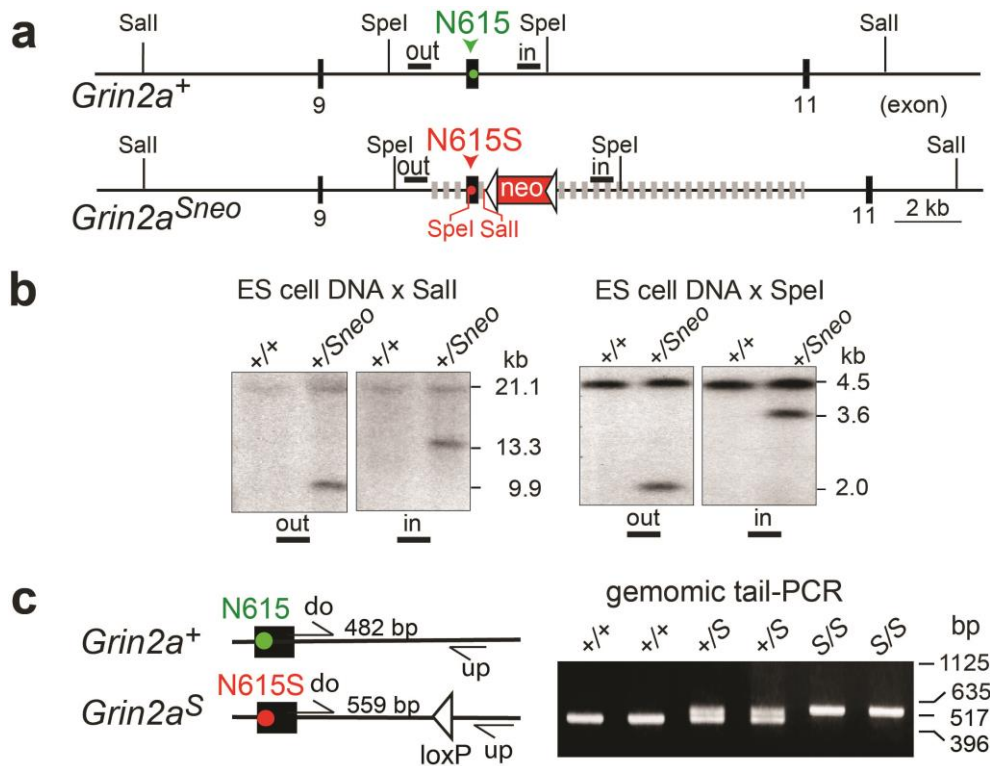 a
SalI SpeI N615 SpeI SalI
out in
Grin2a+ 9 11 (exon)
SalI SpeI N615S SpeI SalI
out neo in
Grin2aSneo 9 SpeI SalI 11 2 kb
b
ES cell DNA x SalI ES cell DNA x SpeI
+/+ +/Sneo +/+ +/Sneo kb +/+ +/Sneo +/+ +/Sneo kb
21.1 4.5
3.6
13.3
9.9 2.0
out in out in
c
N615 do gemomic tail-PCR
Grin2a+ 482 bp up +/+ +/+ +/S +/S S/S S/S bp
N615S do 1125
Grin2aS 559 bp up 635
loxP 517
396